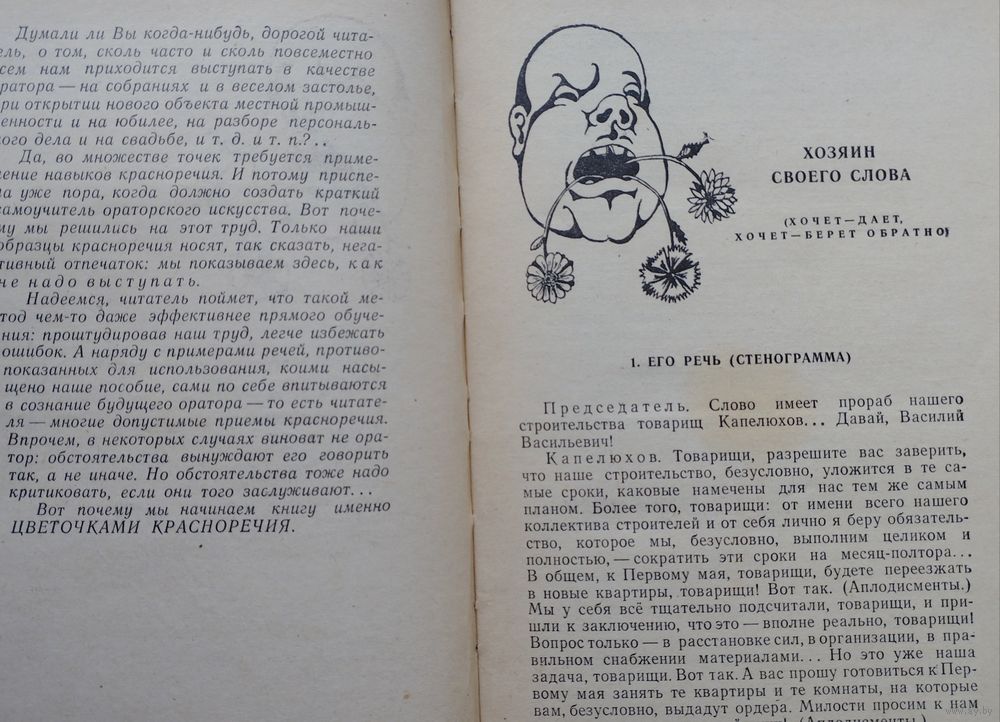 Думали ли Вы когда-нибудь, дорогой чита-
ель, о том, сколь часто и сколь повсеместно
сем нам приходится выступать в качестве
ратора — на собраниях и в веселом застолье,
ри открытии нового объекта местной промыш-
енности и на юбилее, на разборе персональ-
кого дела и на свадьбе, и т. д. и т. п.?..
Да, во множестве точек требуется приме-
ение навыков красноречия. И потому приспе-
ла уже пора, когда должно создать краткий
самоучитель ораторского искусства. Вот поче-
му мы решились на этот труд. Только наши
образцы красноречия носят, так сказать, нега-
тивный отпечаток: мы показываем здесь, как
не надо выступать.
Надеемся, читатель поймет, что такой ме-
тод чем-то даже эффективнее прямого обуче-
ния: проштудировав наш труд, легче избежать
ошибок. А наряду с примерами речей, противо-
показанных для использования, коими насы-
щено наше пособие, сами по себе впитываются
в сознание будущего оратора — то есть читате-
ля — многие допустимые приемы красноречия.
Впрочем, в некоторых случаях виноват не ора-
тор: обстоятельства вынуждают его говорить
так, а не иначе. Но обстоятельства тоже надо
критиковать, если они того заслуживают...
Вот почему мы начинаем книгу именно
ЦВЕТОЧКАМИ КРАСНОРЕЧИЯ.
ХОЗЯИН
СВОЕГО СЛОВА
(ХОЧЕТ — ДАЕТ,
ХОЧЕТ — БЕРЕТ ОБРАТНО)
1. ЕГО РЕЧЬ (СТЕНОГРАММА)
Председатель. Слово имеет прораб нашего
строительства товарищ Капелюхов... Давай, Василий
Васильевич!
Капелюхов. Товарищи, разрешите вас заверить,
что наше строительство, безусловно, уложится в те са-
мые сроки, каковые намечены для нас тем же самым
планом. Более того, товарищи: от имени всего нашего
коллектива строителей и от себя лично я беру обязатель-
ство, которое мы, безусловно, выполним целиком и
полностью, — сократить эти сроки на месяц-полтора...
В общем, к Первому мая, товарищи, будете переезжать
в новые квартиры, товарищи! Вот так. (Аплодисменты.)
Мы у себя всё тщательно подсчитали, товарищи, и при-
шли к заключению, что это — вполне реально, товарищи!
Вопрос только — в расстановке сил, в организации, в пра-
вильном снабжении материалами... Но это уже наша
задача, товарищи. Вот так. А вас прошу готовиться к Пер-
вому мая занять те квартиры и те комнаты, на которые
вам, безусловно, выдадут ордера. Милости просим к нам
(Аплодисменты.)